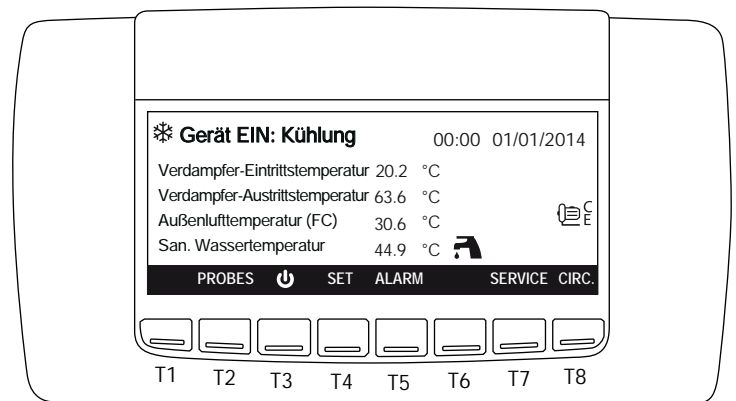 Gerät EIN: Kühlung 00:00 01/01/2014
Verdampfer-Eintrittstemperatur 20.2 °C
Verdampfer-Austrittstemperatur 63.6 °C
C
Außenlufttemperatur (FC) 30.6 °C E
San. Wassertemperatur 44.9 °C
PROBES SET ALARM SERVICE CIRC.
T1 T2 T3 T4 T5 T6 T7 T8